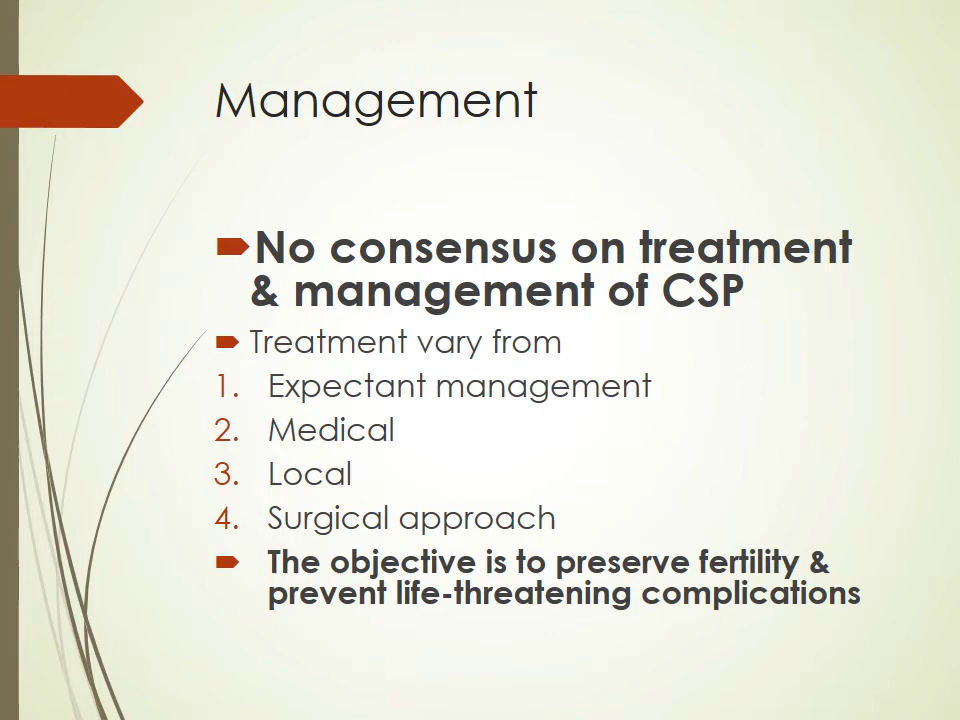 Management
No consensus on treatment
& management of CSP
Treatment vary from
1. Expectant management
2. Medical
3. Local
4. Surgical approach
The objective is to preserve fertility &
prevent life-threatening complications